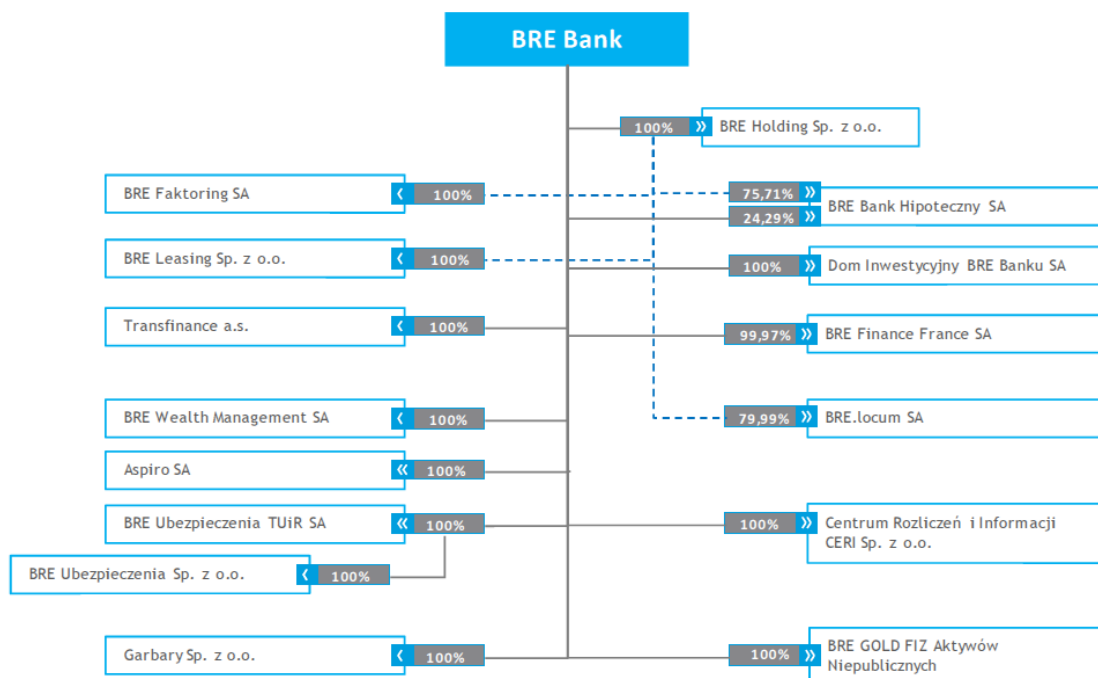 BRE Bank
100% » BRE Holding Sp. z o.o.
BRE Faktoring SA ‹ 100%
75,71% »
24,29% »
BRE Bank Hipoteczny SA
BRE Leasing Sp. z o.o. ‹ 100%
100% » Dom Inwestycyjny BRE Banku SA
Transfinance a.s. ‹ 100%
99,97% » BRE Finance France SA
BRE Wealth Management SA ‹ 100%
79,99% » BRE.locum SA
Aspiro SA « 100%
BRE Ubezpieczenia TUiR SA « 100%
100% » Centrum Rozliczeń i Informacji
CERI Sp. z o.o.
BRE Ubezpieczenia Sp. z o.o. ‹ 100%
Garbary Sp. z o.o. ‹ 100%
100% » BRE GOLD FIZ Aktywów
Niepublicznych